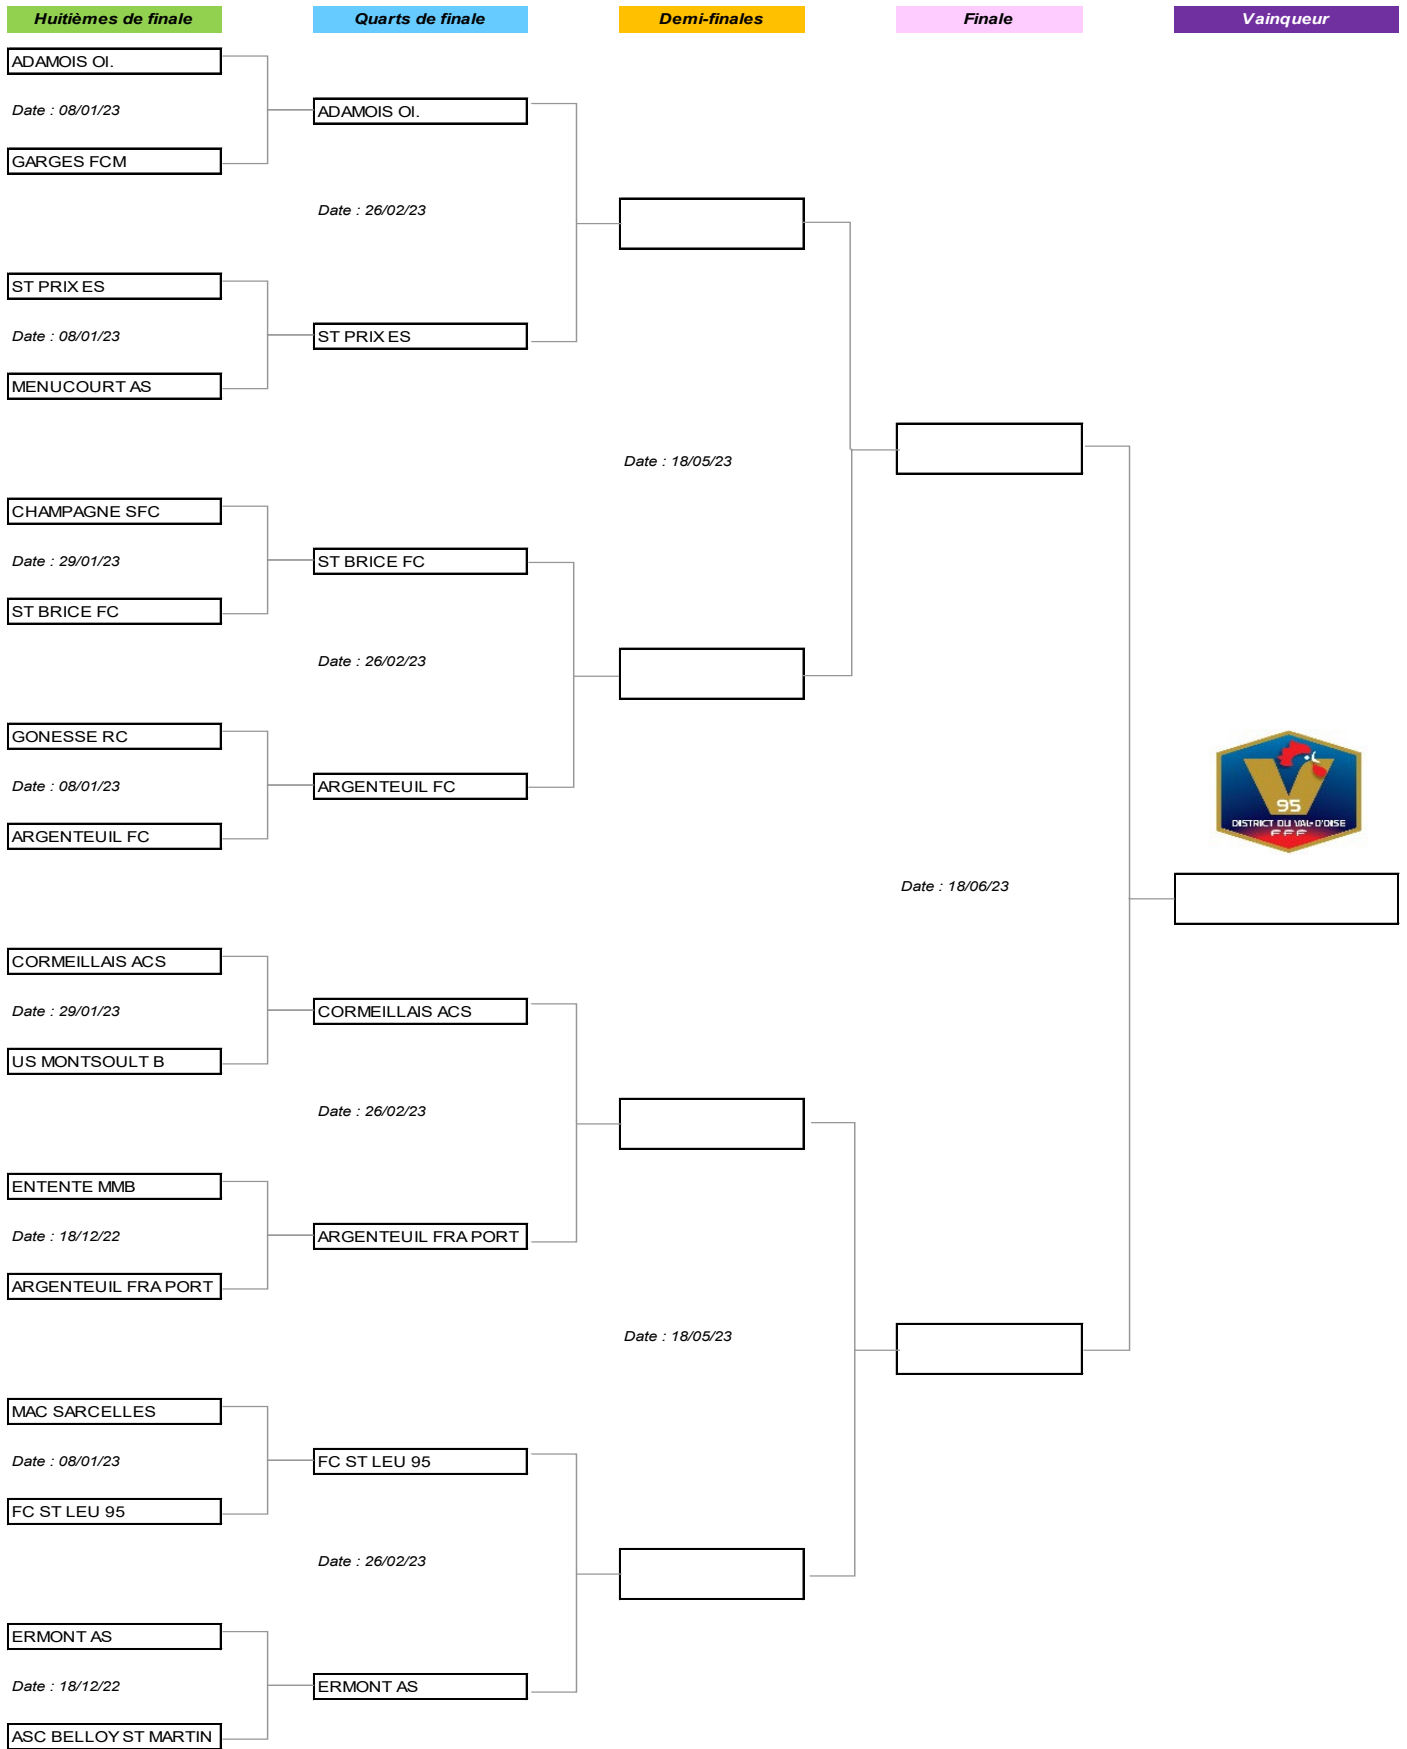 Huitièmes de finale
Quarts de finale
Demi-finales
Finale
Vainqueur
ADAMOIS Ol.
Date : 08/01/23
ADAMOIS Ol.
GARGES FCM
Date : 26/02/23
ST PRIX ES
Date : 08/01/23
ST PRIX ES
MENUCOURT AS
Date : 18/05/23
CHAMPAGNE SFC
Date : 29/01/23
ST BRICE FC
ST BRICE FC
Date : 26/02/23
GONESSE RC
Date : 08/01/23
ARGENTEUIL FC
ARGENTEUIL FC
95
DISTRICT DU VAL-D'OISE
FFF
Date : 18/06/23
CORMEILLAIS ACS
Date : 29/01/23
CORMEILLAIS ACS
US MONTSOULT B
Date : 26/02/23
ENTENTE MMB
Date : 18/12/22
ARGENTEUIL FRA PORT
ARGENTEUIL FRA PORT
Date : 18/05/23
MAC SARCELLES
Date : 08/01/23
FC ST LEU 95
FC ST LEU 95
Date : 26/02/23
ERMONT AS
Date : 18/12/22
ERMONT AS
ASC BELLOY ST MARTIN